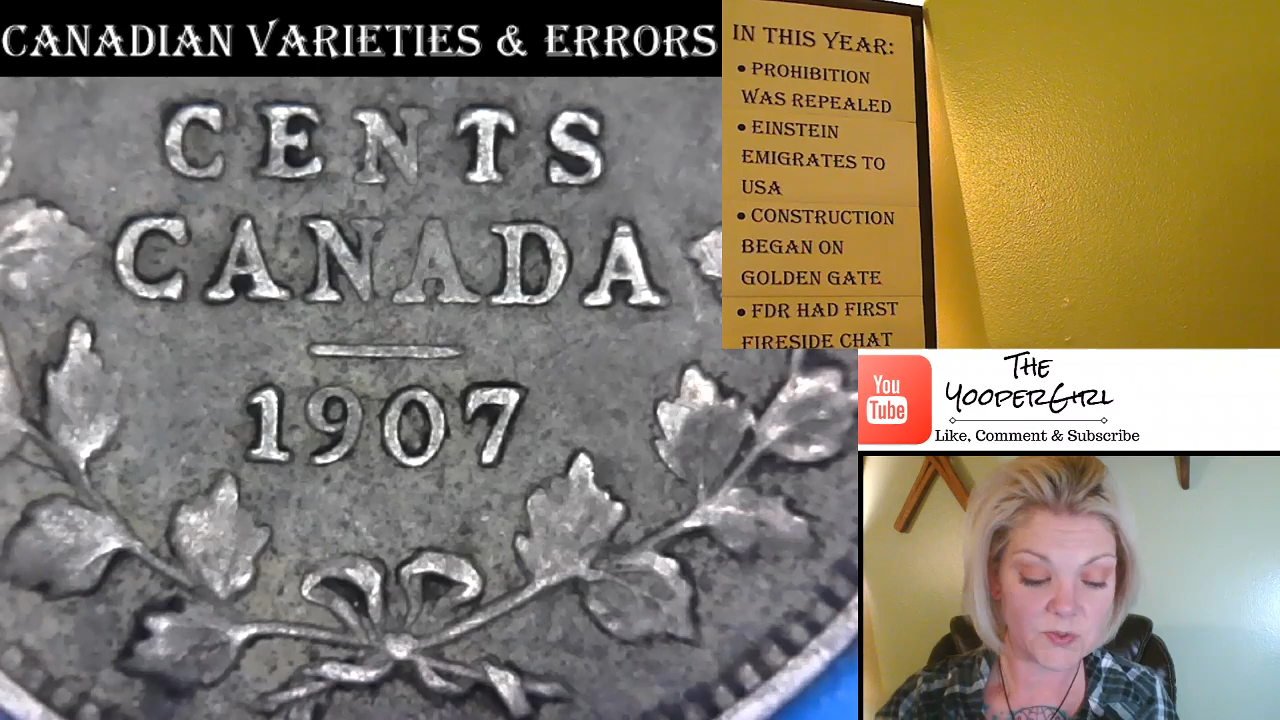 CANADIAN VARIETIES & ERRORS
CENTS
CANADA
1907
IN THIS YEAR:
• PROHIBITION
WAS REPEALED
• EINSTEIN
EMIGRATES TO
USA
• CONSTRUCTION
BEGAN ON
GOLDEN GATE
• FDR HAD FIRST
FIRESIDE CHAT
You
Tube
THE
YOOPERGIRL
Like, Comment & Subscribe